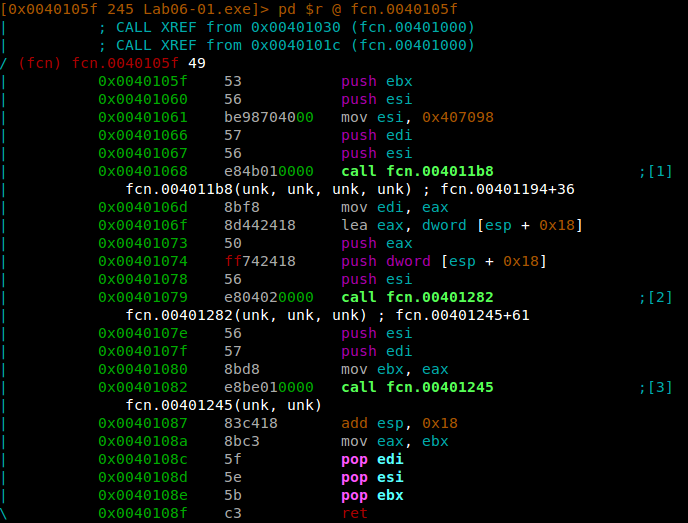 [0x0040105f 245 Lab06-01.exe]> pd $r @ fcn.0040105f
| ; CALL XREF from 0x00401030 (fcn.00401000)
| ; CALL XREF from 0x0040101c (fcn.00401000)
/ (fcn) fcn.0040105f 49
| 0x0040105f 53 push ebx
| 0x00401060 56 push esi
| 0x00401061 be98704000 mov esi, 0x407098
| 0x00401066 57 push edi
| 0x00401067 56 push esi
| 0x00401068 e84b010000 call fcn.004011b8 ;[1]
| fcn.004011b8(unk, unk, unk, unk) ; fcn.00401194+36
| 0x0040106d 8bf8 mov edi, eax
| 0x0040106f 8d442418 lea eax, dword [esp + 0x18]
| 0x00401073 50 push eax
| 0x00401074 ff742418 push dword [esp + 0x18]
| 0x00401078 56 push esi
| 0x00401079 e804020000 call fcn.00401282 ;[2]
| fcn.00401282(unk, unk, unk) ; fcn.00401245+61
| 0x0040107e 56 push esi
| 0x0040107f 57 push edi
| 0x00401080 8bd8 mov ebx, eax
| 0x00401082 e8be010000 call fcn.00401245 ;[3]
| fcn.00401245(unk, unk)
| 0x00401087 83c418 add esp, 0x18
| 0x0040108a 8bc3 mov eax, ebx
| 0x0040108c 5f pop edi
| 0x0040108d 5e pop esi
| 0x0040108e 5b pop ebx
\ 0x0040108f c3 ret